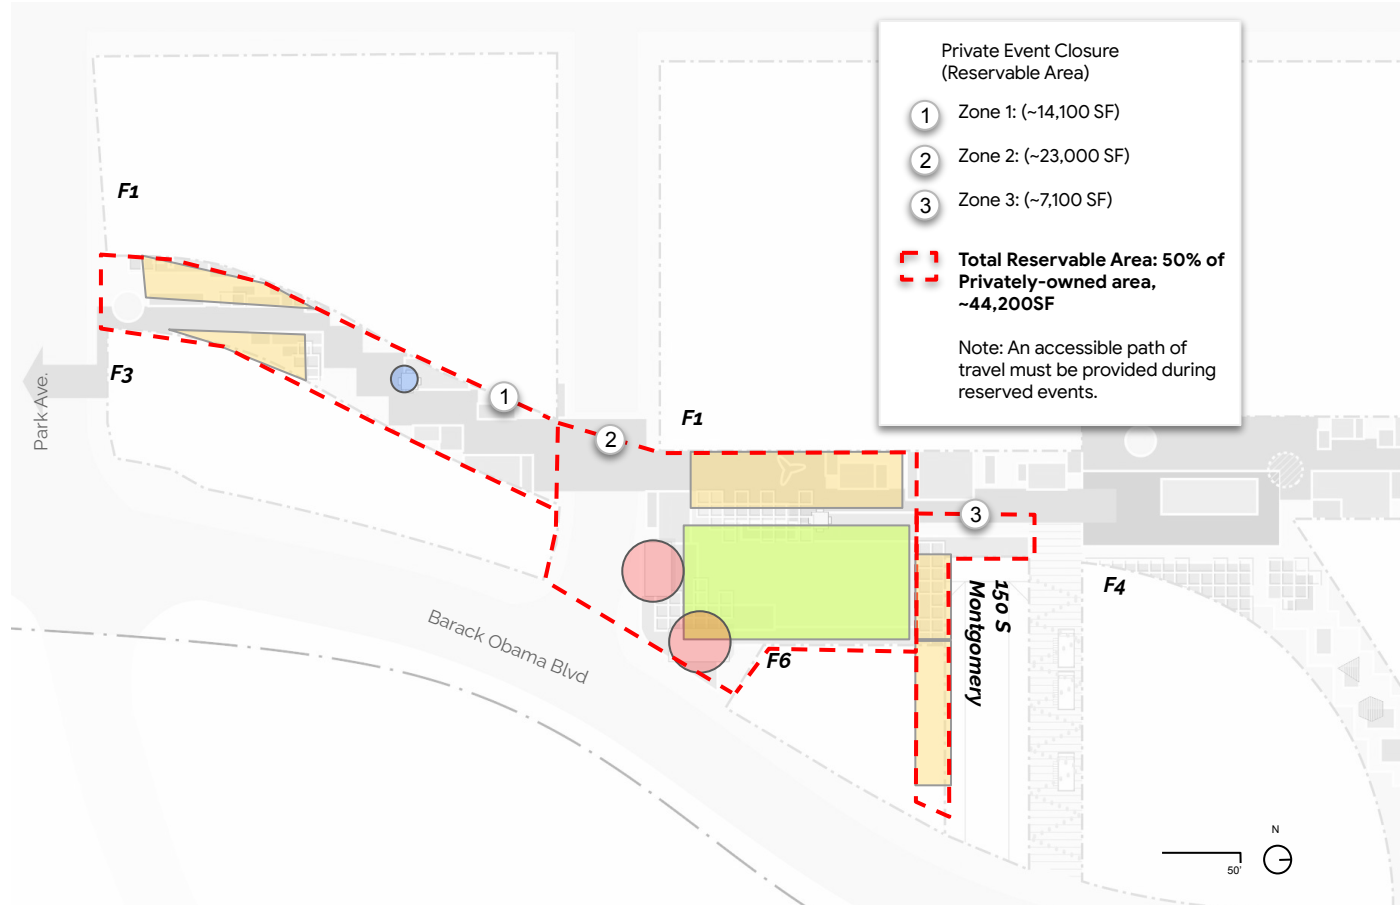 Private Event Closure
(Reservable Area)
1 Zone 1: (~14,100 SF)
2 Zone 2: (~23,000 SF)
3 Zone 3: (~7,100 SF)
Total Reservable Area: 50% of
Privately-owned area,
~44,200SF
Note: An accessible path of
travel must be provided during
reserved events.
F1
F3
Park Ave.
1
2
F1
3
F6
150 S
Montgomery
F4
Barack Obama Blvd
N
50'